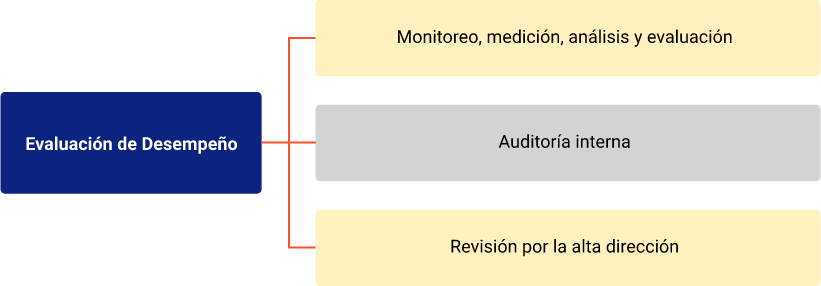 Evaluación de Desempeño
Monitoreo, medición, análisis y evaluación
Auditoría interna
Revisión por la alta dirección